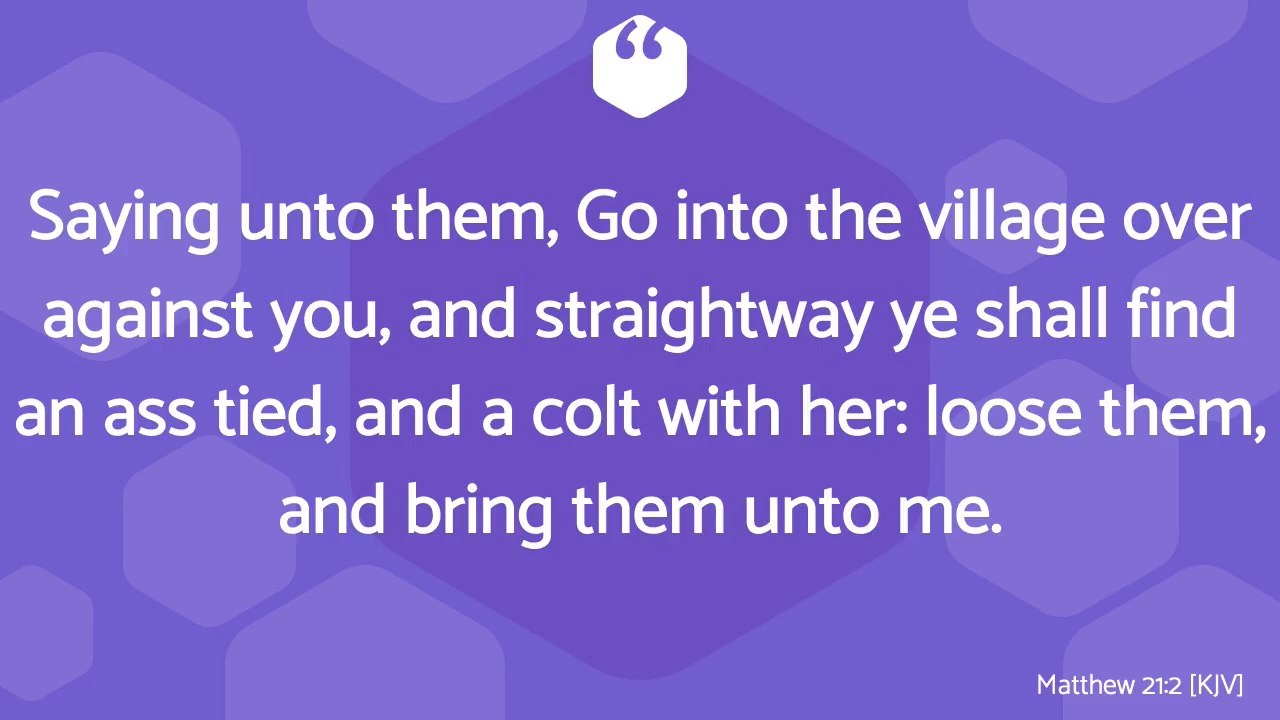 Saying unto them, Go into the village over
against you, and straightway ye shall find
an ass tied, and a colt with her: loose them,
and bring them unto me.
Matthew 21:2 [KJV]